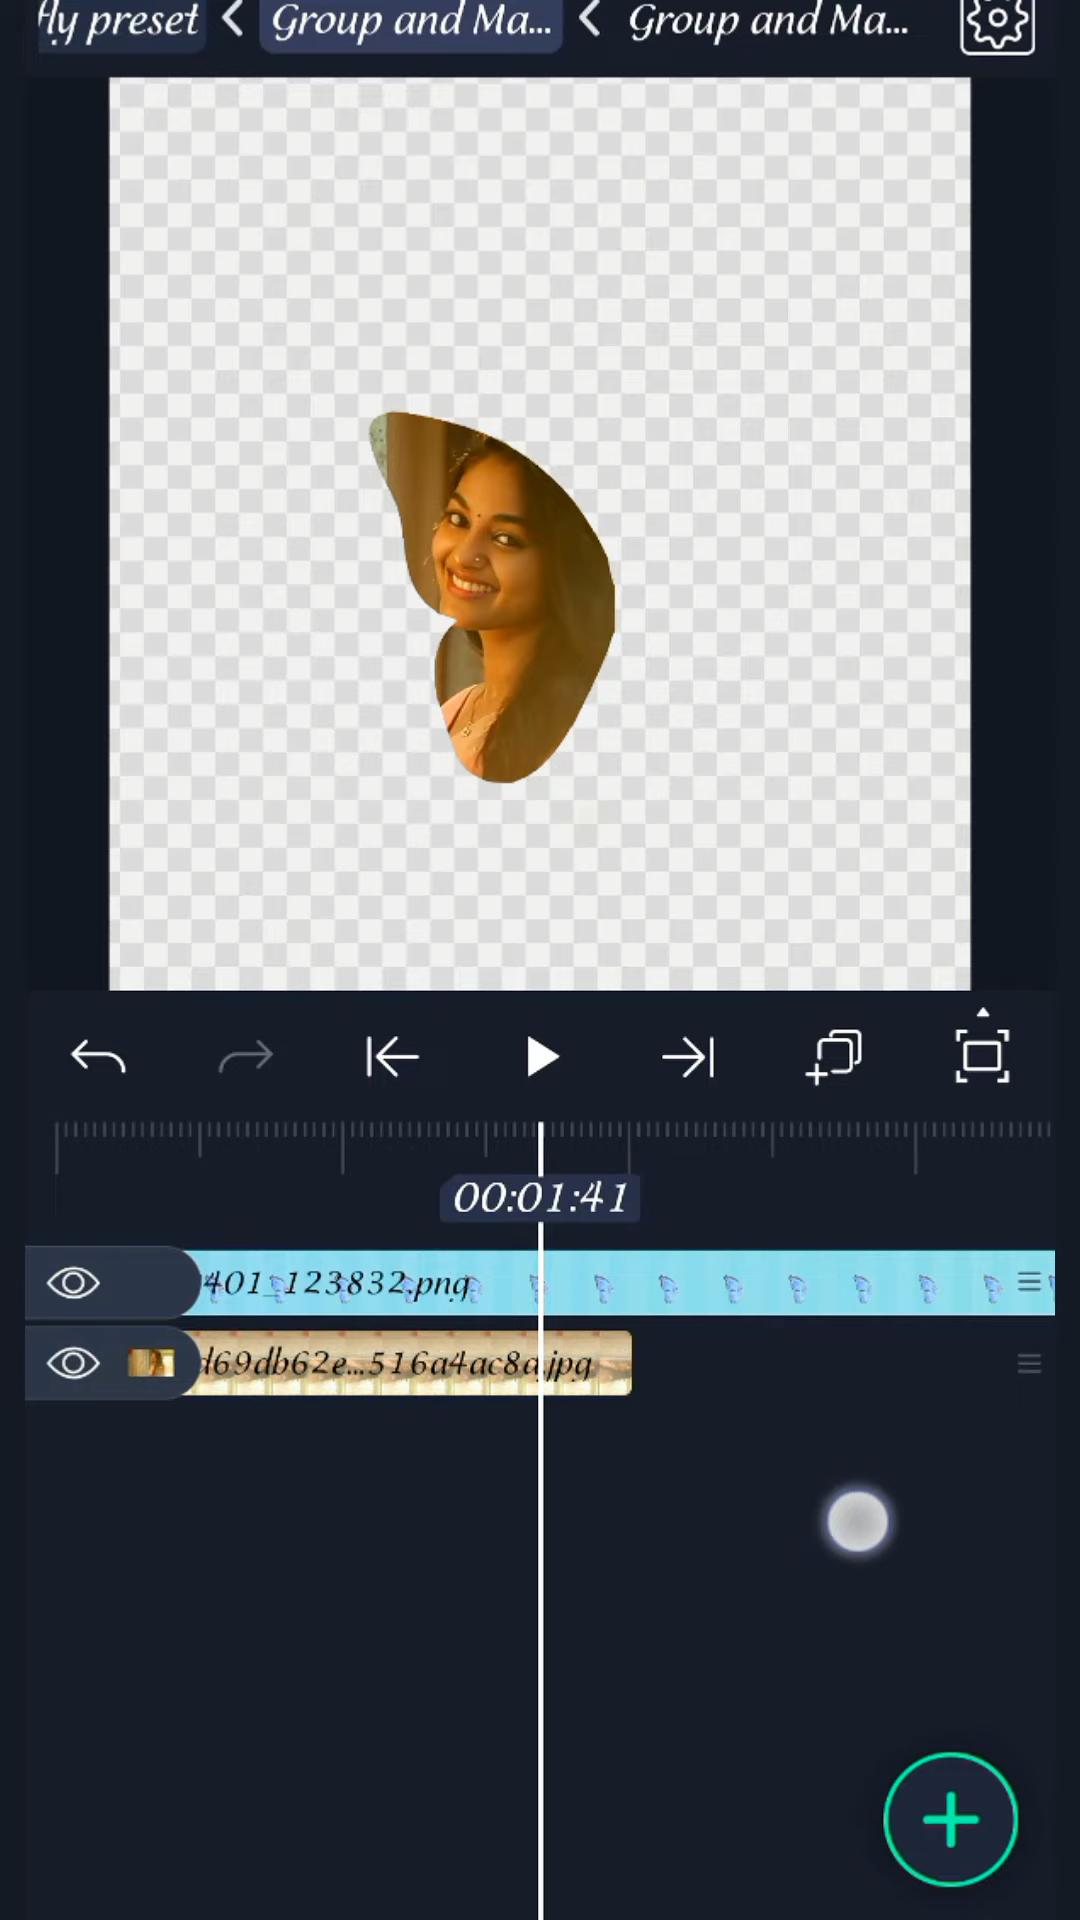 fly preset < Group and Ma... < Group and Ma...
00:01:41
401_123832.png
d69db62e...516a4ac8a.jpg